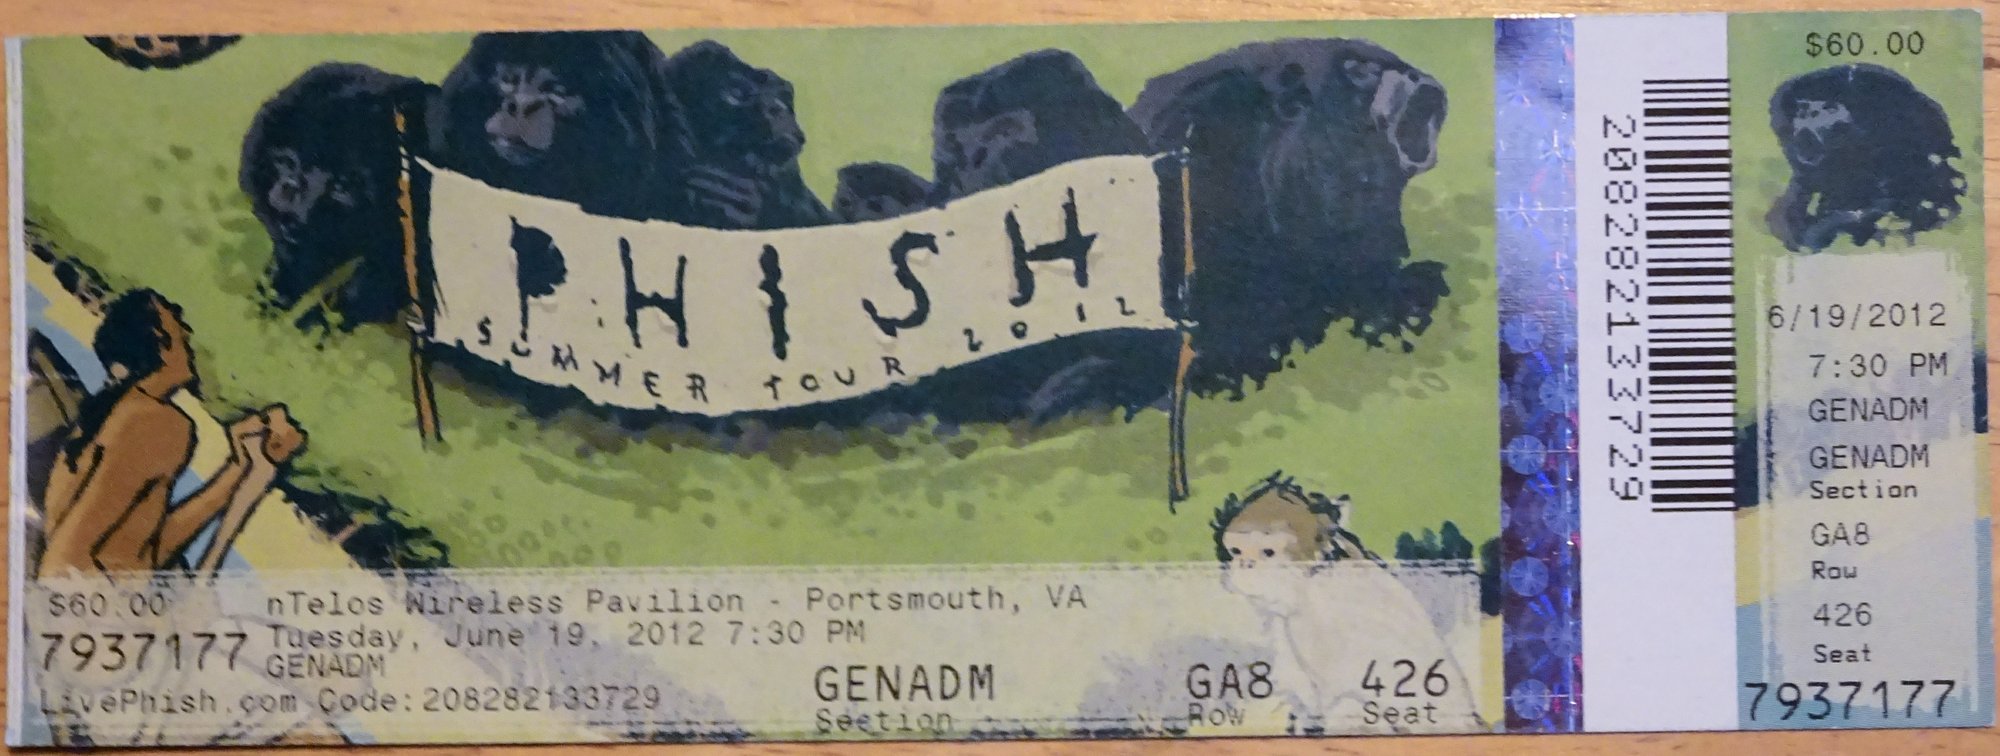 PHISH
SUMMER TOUR 2012
$60.00
nTelos Wireless Pavilion - Portsmouth, VA
7937177
Tuesday, June 19, 2012 7:30 PM
GENADM
LivePhish.com Code:208282133729
GENADM
Section
GA8
Row
426
Seat
208282133729
$60.00
6/19/2012
7:30 PM
GENADM
GENADM
Section
GA8
Row
426
Seat
7937177